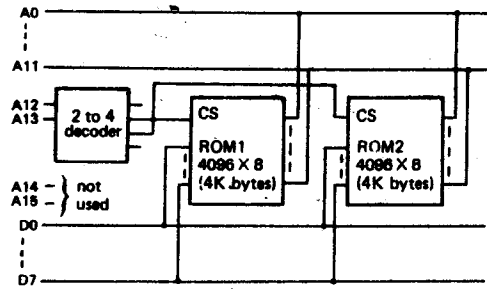 A0
A11
A12
A13
2 to 4
decoder
CS
ROM1
4096 X 8
(4K bytes)
CS
ROM2
4096 X 8
(4K bytes)
A14
A15
not
used
D0
D7